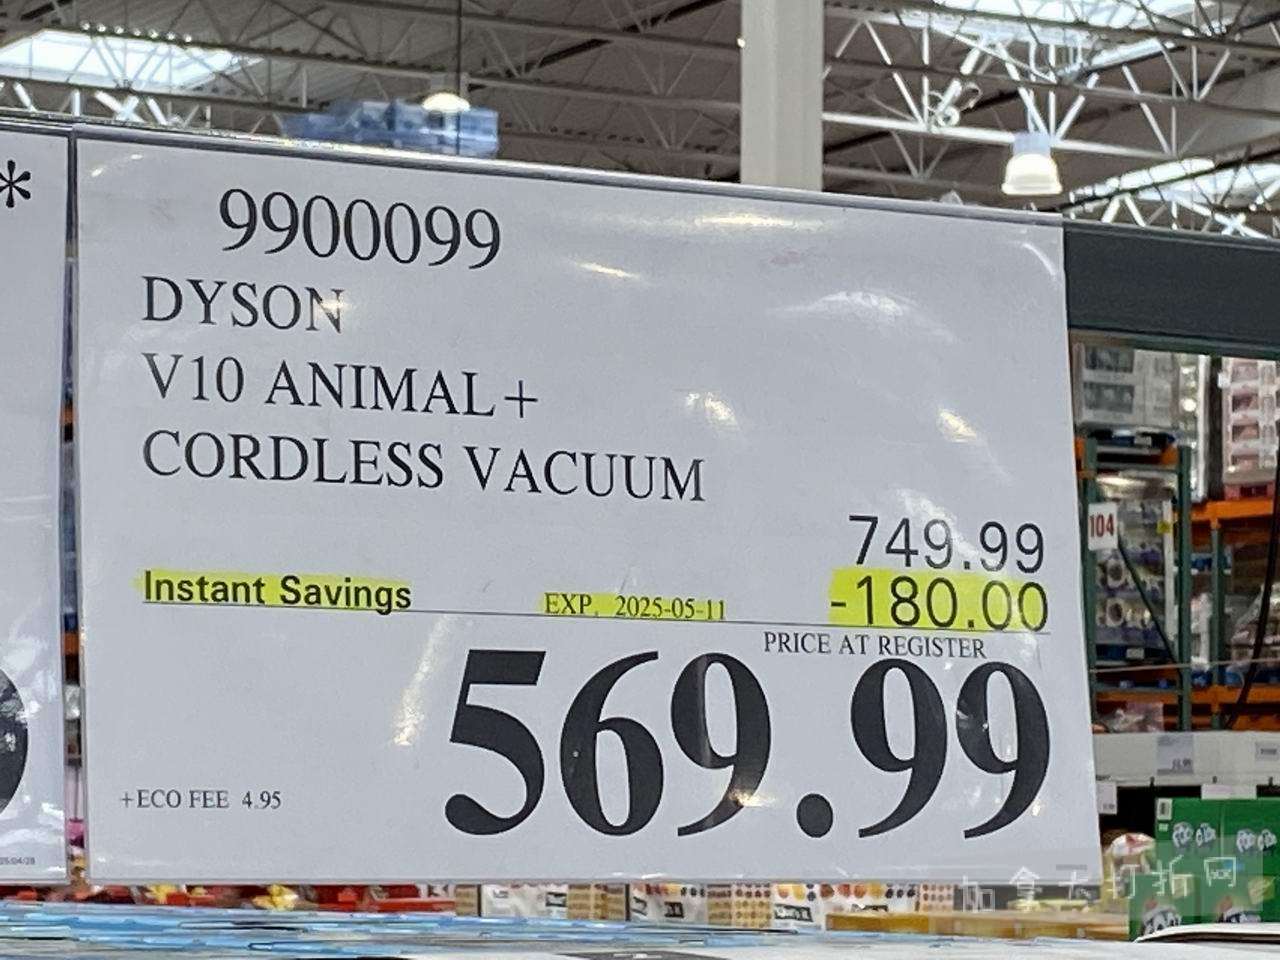 *
9900099
DYSON
V10 ANIMAL+
CORDLESS VACUUM
749.99
Instant Savings EXP. 2025-05-11 -180.00
PRICE AT REGISTER
569.99
+ECO FEE 4.95
104
加拿大打折网